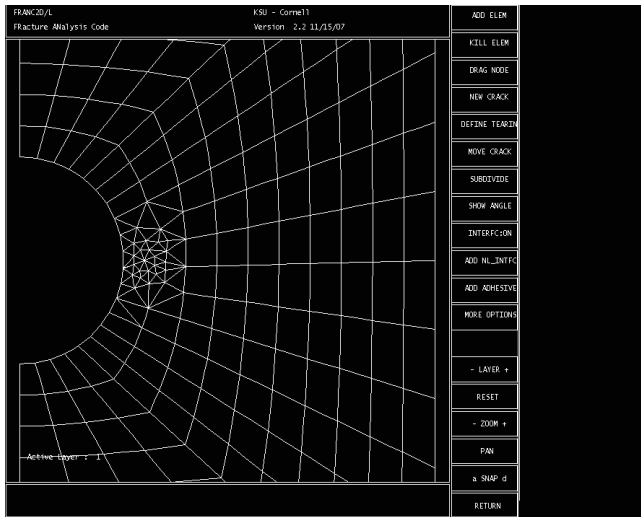 FRANC2D/L KSU - Cornell
FRacture ANalysis Code Version 2.2 11/15/07
ADD ELEM
KILL ELEM
DRAG NODE
NEW CRACK
DEFINE TEARIN
MOVE CRACK
SUBDIVIDE
SHOW ANGLE
INTERFC:ON
ADD NL_INTFC
ADD ADHESIVE
MORE OPTIONS
- LAYER +
RESET
- ZOOM +
PAN
a SNAP d
RETURN
Active Layer : 1